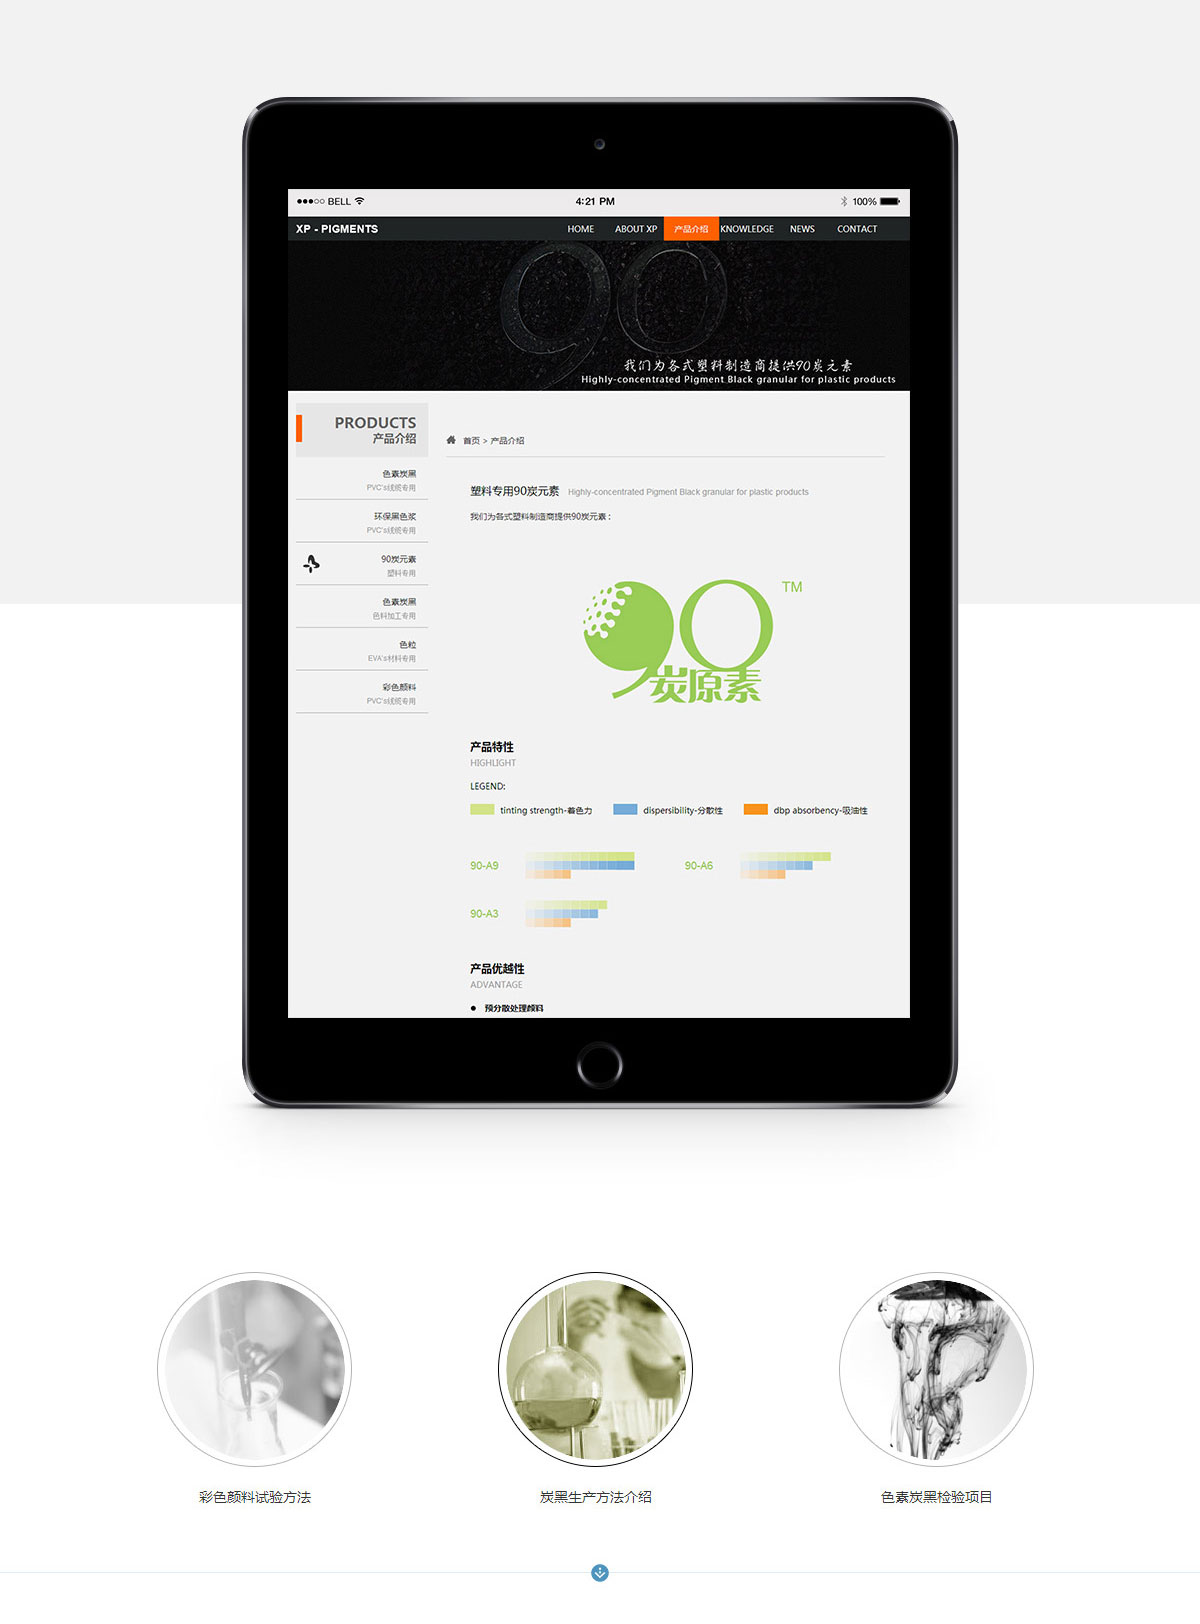 BELL
4:21 PM
100%
XP - PIGMENTS
HOME
ABOUT XP
产品介绍
KNOWLEDGE
NEWS
CONTACT
90
我们为各式塑料制造商提供90炭元素
Highly-concentrated Pigment Black granular for plastic products
PRODUCTS
产品介绍
色素炭黑
PVC's线缆专用
环保黑色浆
PVC's线缆专用
90炭元素
塑料专用
色素炭黑
色料加工专用
色粒
EVA's材料专用
彩色颜料
PVC's线缆专用
首页 > 产品介绍
塑料专用90炭元素 Highly-concentrated Pigment Black granular for plastic products
我们为各式塑料制造商提供90炭元素：
90 TM
炭原素
产品特性
HIGHLIGHT
LEGEND:
tinting strength-着色力
dispersibility-分散性
dbp absorbency-吸油性
90-A9
90-A6
90-A3
产品优越性
ADVANTAGE
● 预分散处理颜料
彩色颜料试验方法
炭黑生产方法介绍
色素炭黑检验项目